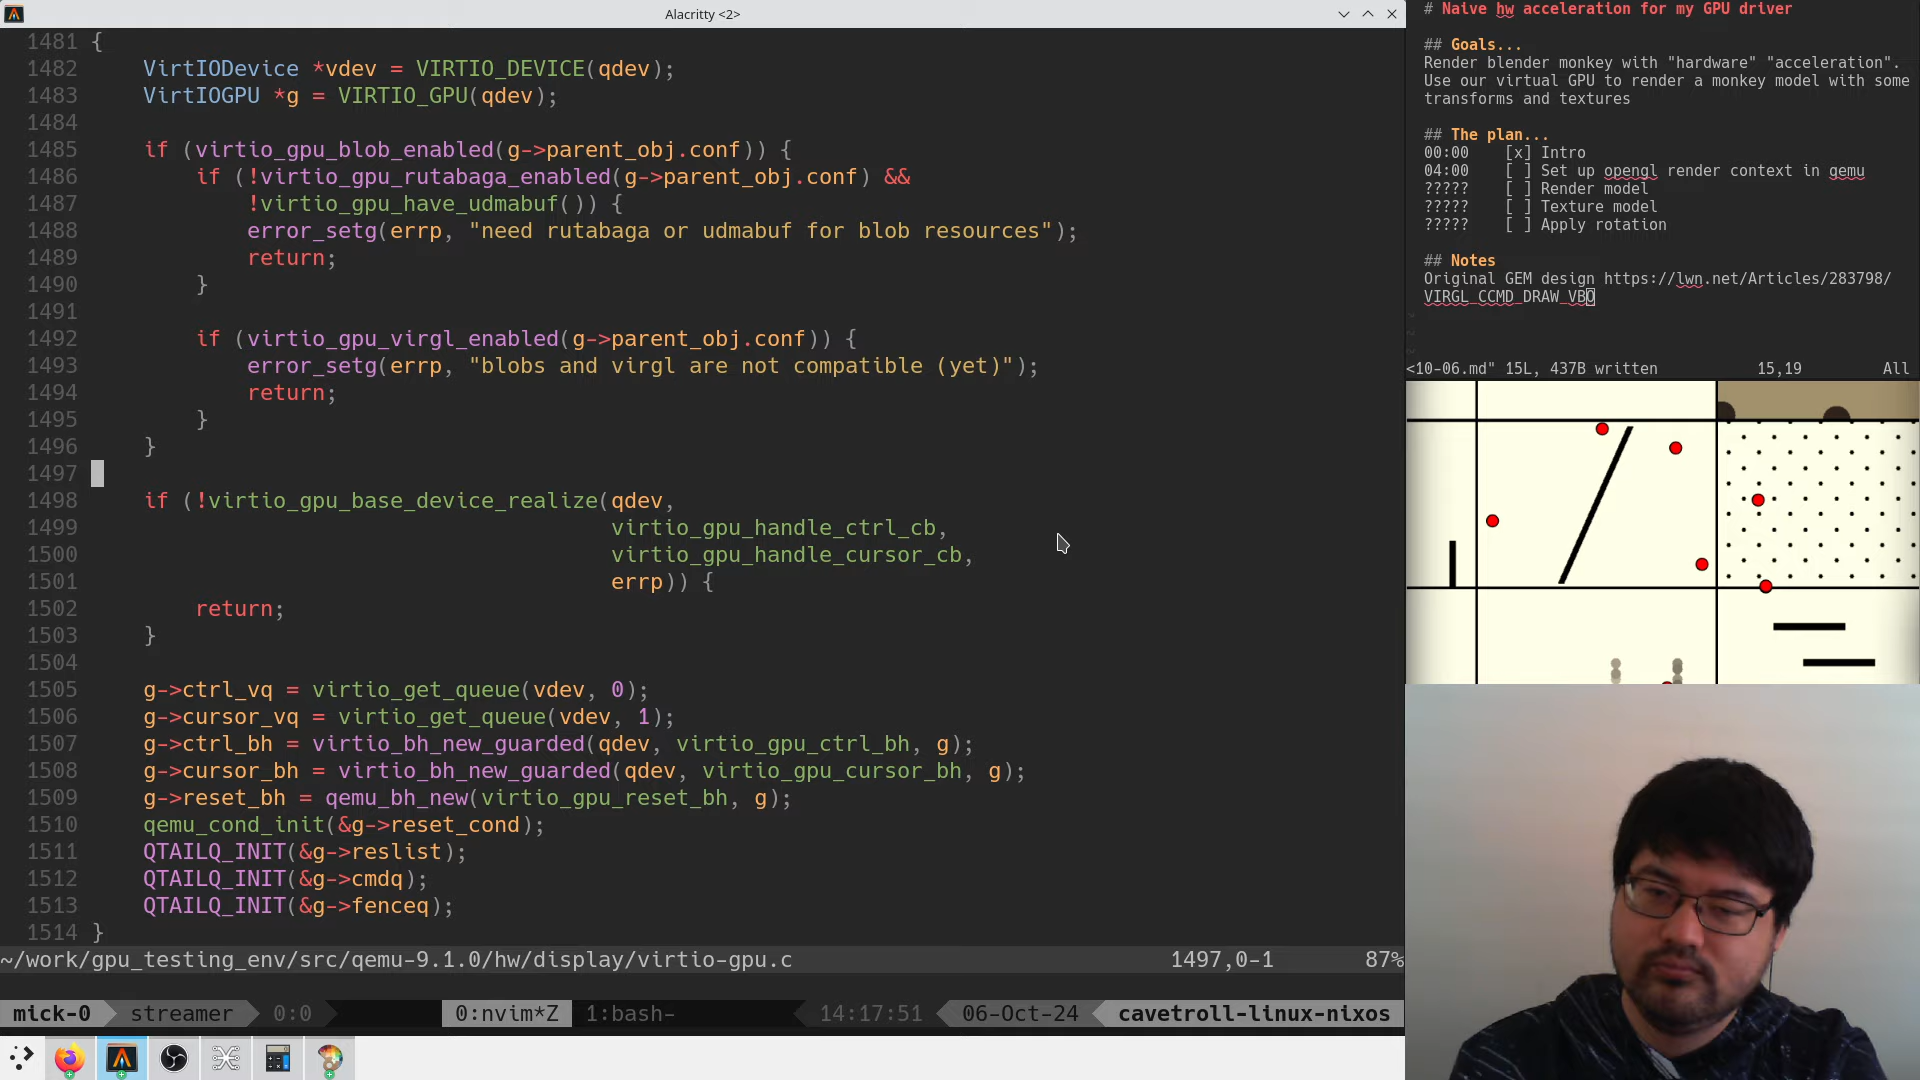 Alacritty <2>
1481 {
1482     VirtIODevice *vdev = VIRTIO_DEVICE(qdev);
1483     VirtIOGPU *g = VIRTIO_GPU(qdev);
1484
1485     if (virtio_gpu_blob_enabled(g->parent_obj.conf)) {
1486         if (!virtio_gpu_rutabaga_enabled(g->parent_obj.conf) &&
1487             !virtio_gpu_have_udmabuf()) {
1488             error_setg(errp, "need rutabaga or udmabuf for blob resources");
1489             return;
1490         }
1491
1492         if (virtio_gpu_virgl_enabled(g->parent_obj.conf)) {
1493             error_setg(errp, "blobs and virgl are not compatible (yet)");
1494             return;
1495         }
1496     }
1497
1498     if (!virtio_gpu_base_device_realize(qdev,
1499                                         virtio_gpu_handle_ctrl_cb,
1500                                         virtio_gpu_handle_cursor_cb,
1501                                         errp)) {
1502         return;
1503     }
1504
1505     g->ctrl_vq = virtio_get_queue(vdev, 0);
1506     g->cursor_vq = virtio_get_queue(vdev, 1);
1507     g->ctrl_bh = virtio_bh_new_guarded(qdev, virtio_gpu_ctrl_bh, g);
1508     g->cursor_bh = virtio_bh_new_guarded(qdev, virtio_gpu_cursor_bh, g);
1509     g->reset_bh = qemu_bh_new(virtio_gpu_reset_bh, g);
1510     qemu_cond_init(&g->reset_cond);
1511     QTAILQ_INIT(&g->reslist);
1512     QTAILQ_INIT(&g->cmdq);
1513     QTAILQ_INIT(&g->fenceq);
1514 }
~/work/gpu_testing_env/src/qemu-9.1.0/hw/display/virtio-gpu.c 1497,0-1 87%
mick-0 streamer 0:0 0:nvim*Z 1:bash- 14:17:51 06-Oct-24 cavetroll-linux-nixos
# Naive hw acceleration for my GPU driver
## Goals...
Render blender monkey with "hardware" "acceleration".
Use our virtual GPU to render a monkey model with some
transforms and textures
## The plan...
00:00 [x] Intro
04:00 [ ] Set up opengl render context in qemu
????? [ ] Render model
????? [ ] Texture model
????? [ ] Apply rotation
## Notes
Original GEM design https://lwn.net/Articles/283798/
VIRGL_CCMD_DRAW_VBO
~
~
~
<10-06.md" 15L, 437B written 15,19 All